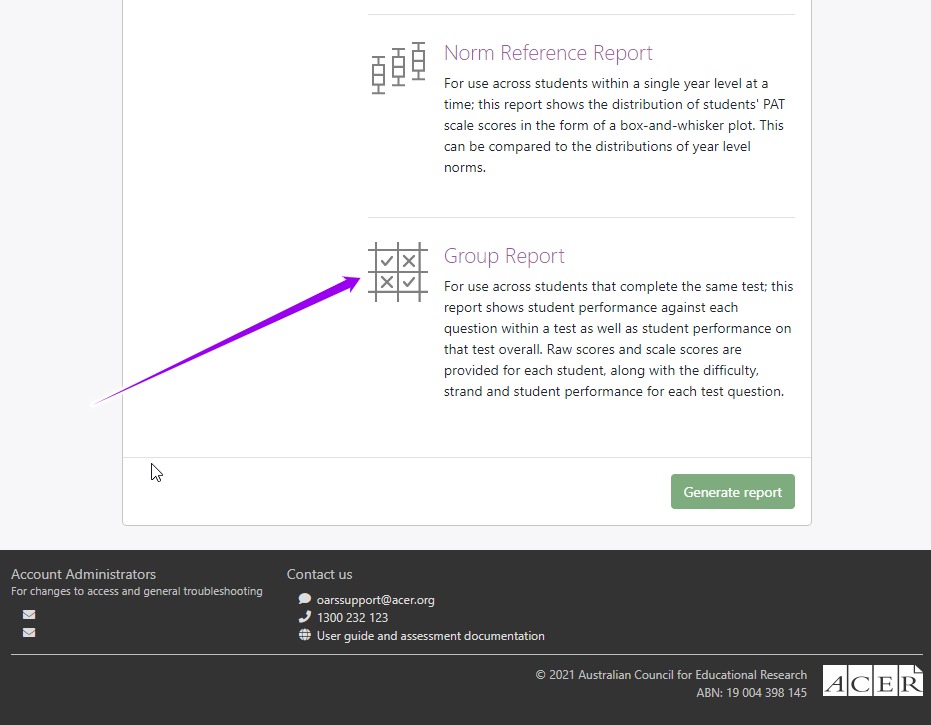 Norm Reference Report
For use across students within a single year level at a
time; this report shows the distribution of students' PAT
scale scores in the form of a box-and-whisker plot. This
can be compared to the distributions of year level
norms.
Group Report
For use across students that complete the same test; this
report shows student performance against each
question within a test as well as student performance on
that test overall. Raw scores and scale scores are
provided for each student, along with the difficulty,
strand and student performance for each test question.
Generate report
Account Administrators
For changes to access and general troubleshooting
Contact us
oarssupport@acer.org
1300 232 123
User guide and assessment documentation
© 2021 Australian Council for Educational Research
ABN: 19 004 398 145
ACER